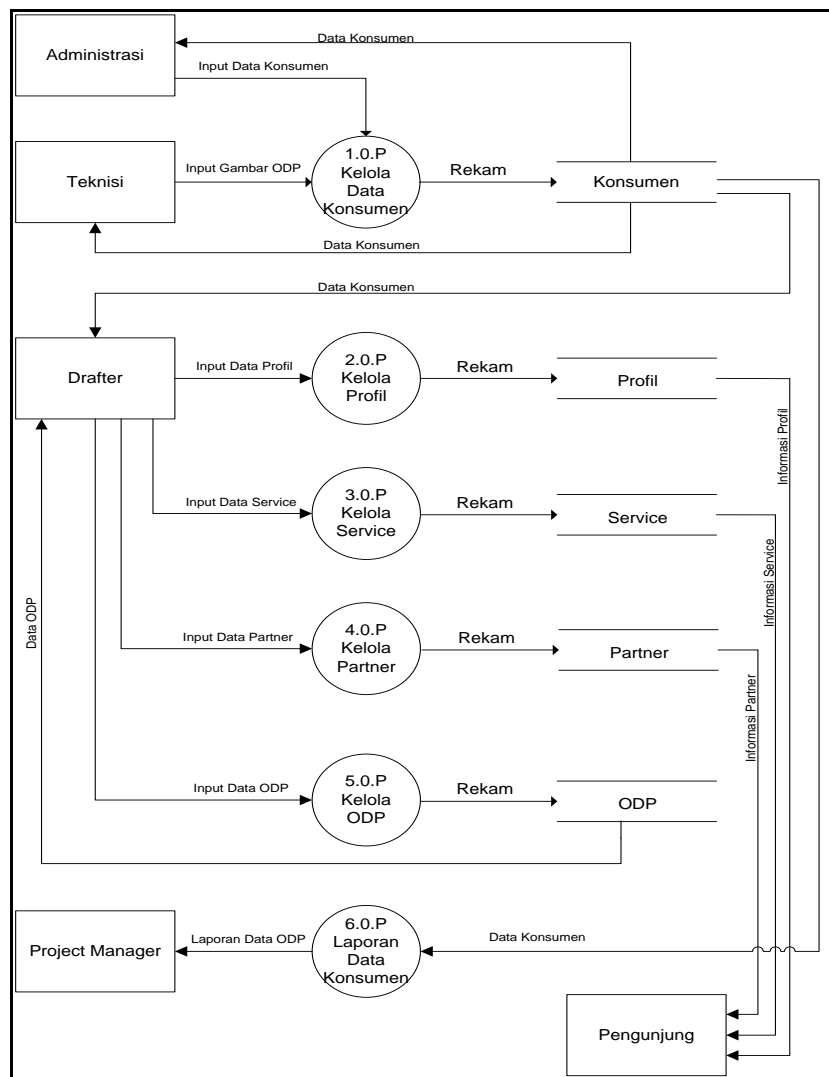 Data Konsumen
Administrasi
Input Data Konsumen
1.0.P
Kelola
Data
Konsumen
Teknisi
Input Gambar ODP
Rekam
Konsumen
Data Konsumen
Data Konsumen
Drafter
Input Data Profil
2.0.P
Kelola
Profil
Rekam
Profil
Informasi Profil
Input Data Service
3.0.P
Kelola
Service
Rekam
Service
Informasi Service
Data ODP
Input Data Partner
4.0.P
Kelola
Partner
Rekam
Partner
Informasi Partner
Input Data ODP
5.0.P
Kelola
ODP
Rekam
ODP
Project Manager
Laporan Data ODP
6.0.P
Laporan
Data
Konsumen
Data Konsumen
Pengunjung